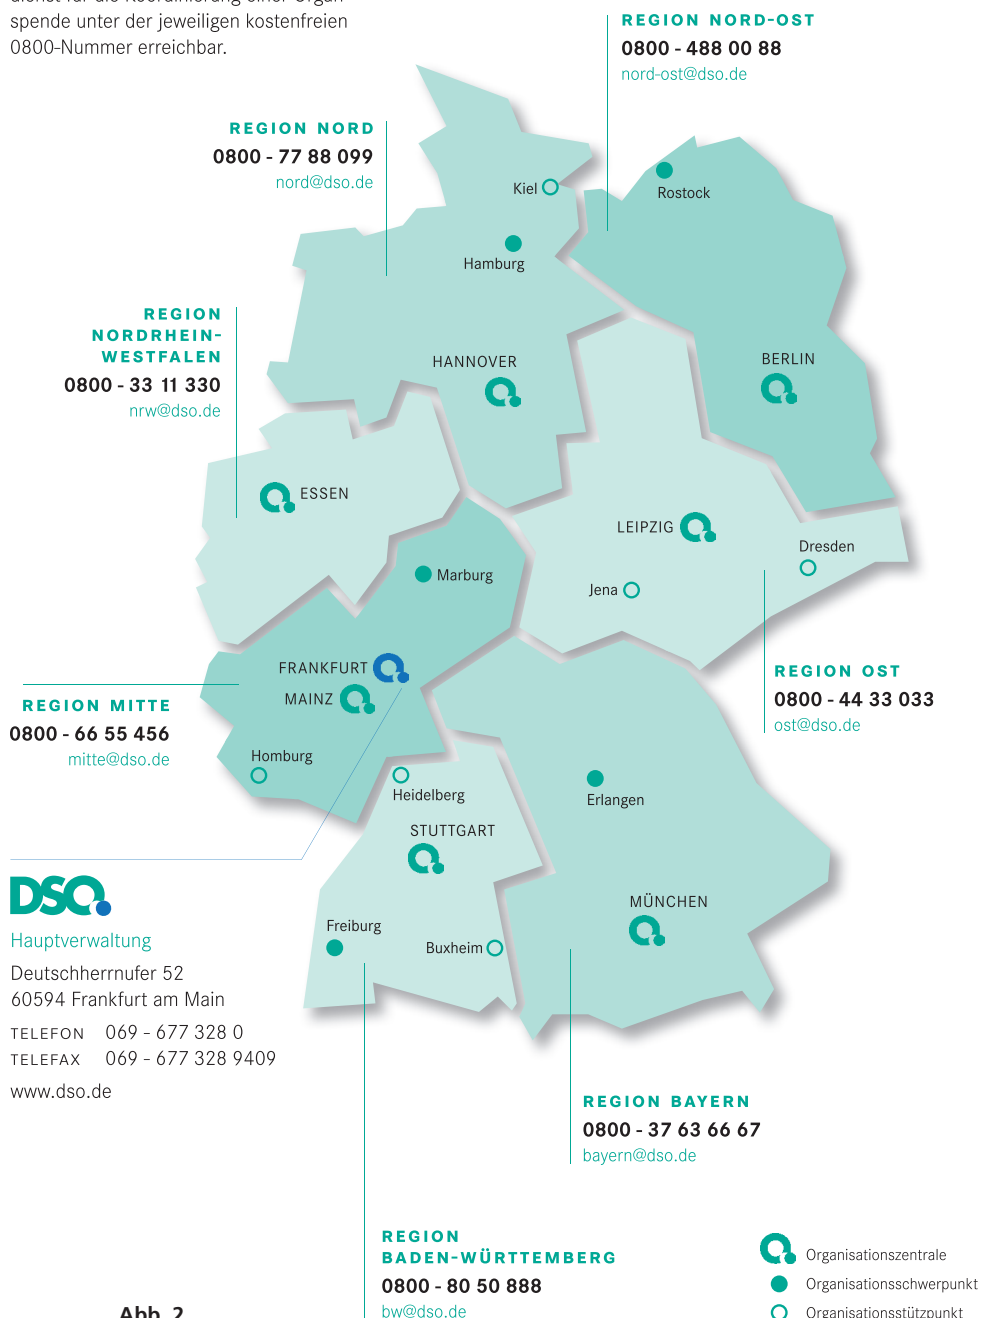 dienst für die Koordinierung einer Organ-
spende unter der jeweiligen kostenfreien
0800-Nummer erreichbar.
REGION NORD-OST
0800 - 488 00 88
nord-ost@dso.de
REGION NORD
0800 - 77 88 099
nord@dso.de
Kiel
Rostock
Hamburg
REGION
NORDRHEIN-
WESTFALEN
0800 - 33 11 330
nrw@dso.de
HANNOVER
BERLIN
ESSEN
LEIPZIG
Dresden
Marburg
Jena
FRANKFURT
MAINZ
REGION OST
0800 - 44 33 033
ost@dso.de
REGION MITTE
0800 - 66 55 456
mitte@dso.de
Homburg
Heidelberg
Erlangen
STUTTGART
MÜNCHEN
Freiburg
Buxheim
DSO
Hauptverwaltung
Deutschherrnufer 52
60594 Frankfurt am Main
TELEFON 069 - 677 328 0
TELEFAX 069 - 677 328 9409
www.dso.de
REGION BAYERN
0800 - 37 63 66 67
bayern@dso.de
REGION
BADEN-WÜRTTEMBERG
0800 - 80 50 888
bw@dso.de
Organisationszentrale
Organisationsschwerpunkt
Organisationsstützpunkt
Abb. 2